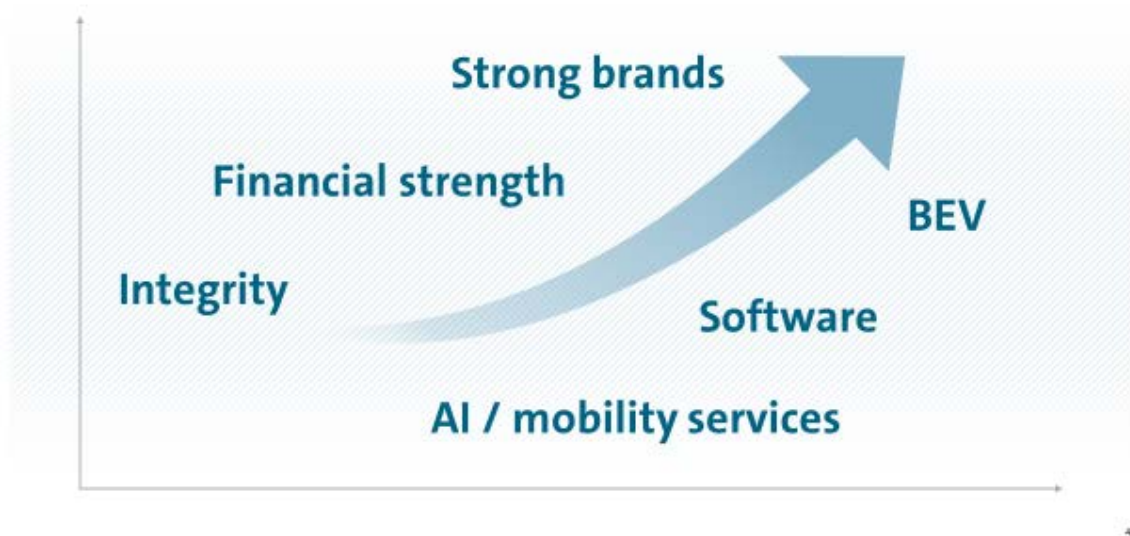 Strong brands
Financial strength
BEV
Integrity
Software
AI / mobility services